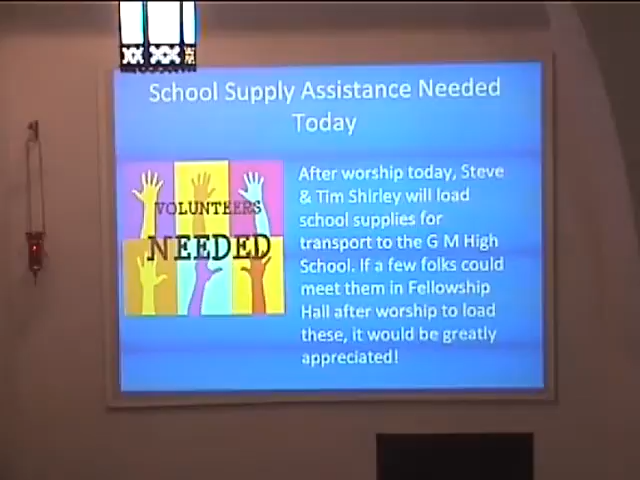 School Supply Assistance Needed
Today
VOLUNTEERS
NEEDED
After worship today, Steve
& Tim Shirley will load
school supplies for
transport to the G M High
School. If a few folks could
meet them in Fellowship
Hall after worship to load
these, it would be greatly
appreciated!